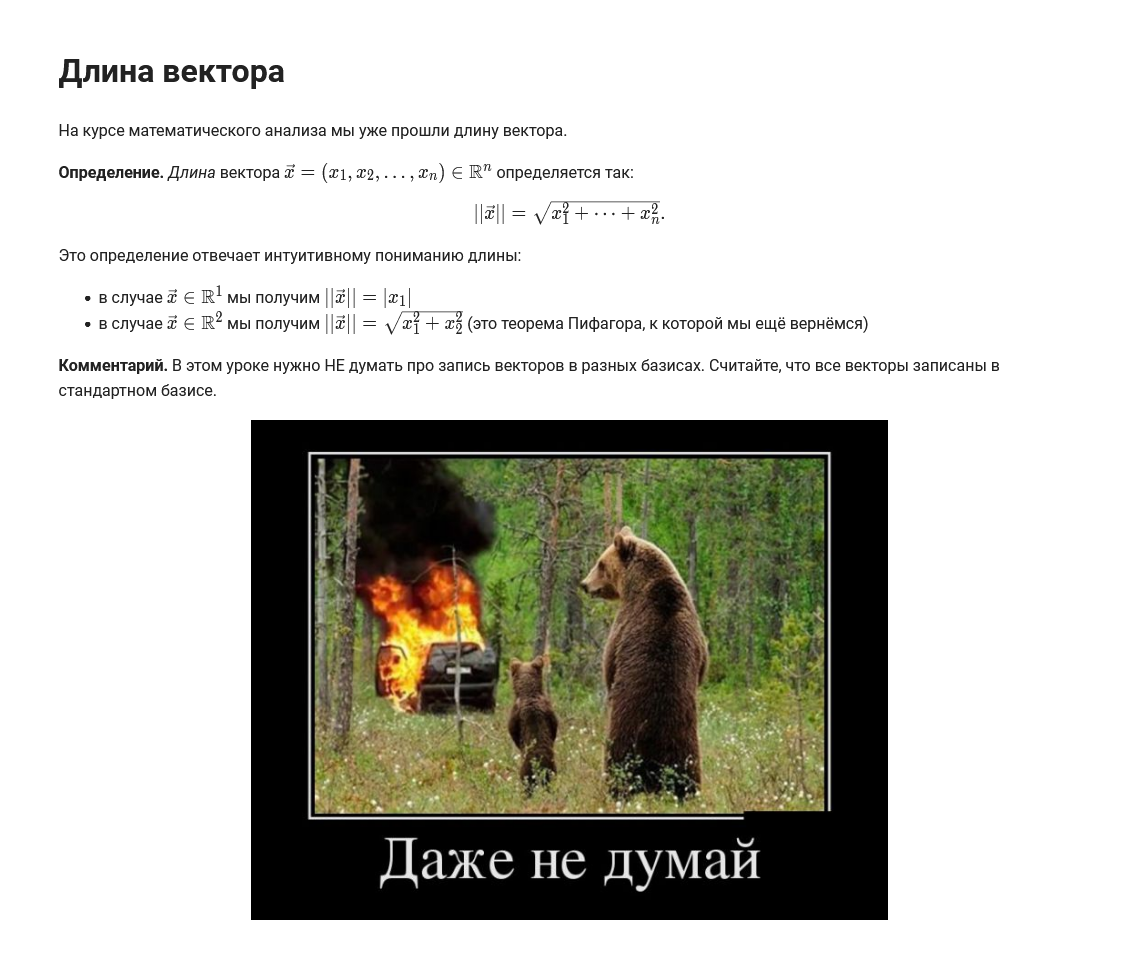 Длина вектора
На курсе математического анализа мы уже прошли длину вектора.
Определение. Длина вектора $\vec{x} = (x_1, x_2, \ldots, x_n) \in \mathbb{R}^n$ определяется так:
$||\vec{x}|| = \sqrt{x_1^2 + \cdots + x_n^2}.$
Это определение отвечает интуитивному пониманию длины:
• в случае $\vec{x} \in \mathbb{R}^1$ мы получим $||\vec{x}|| = |x_1|$
• в случае $\vec{x} \in \mathbb{R}^2$ мы получим $||\vec{x}|| = \sqrt{x_1^2 + x_2^2}$ (это теорема Пифагора, к которой мы ещё вернёмся)
Комментарий. В этом уроке нужно НЕ думать про запись векторов в разных базисах. Считайте, что все векторы записаны в
стандартном базисе.
Даже не думай